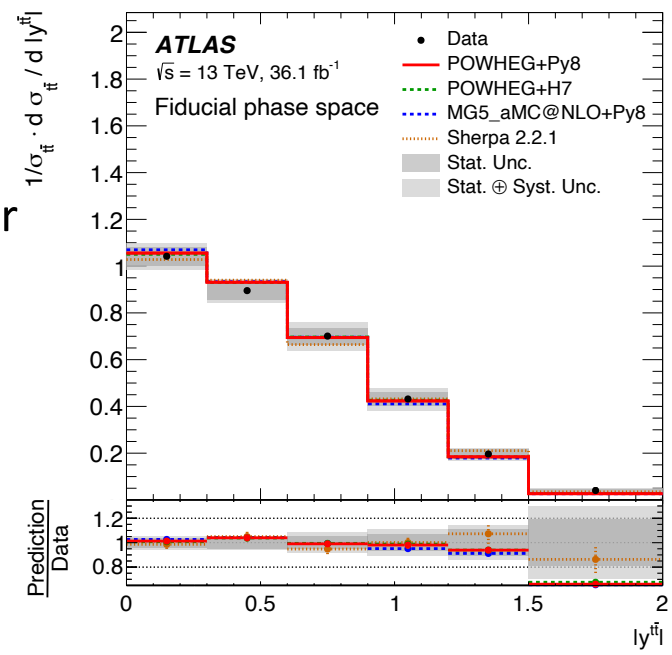 1/σ_tt̄ · d σ_tt̄ / d |y^tt̄|
2
1.8
1.6
1.4
1.2
1
0.8
0.6
0.4
0.2
ATLAS
√s = 13 TeV, 36.1 fb⁻¹
Fiducial phase space
Data
POWHEG+Py8
POWHEG+H7
MG5_aMC@NLO+Py8
Sherpa 2.2.1
Stat. Unc.
Stat. ⊕ Syst. Unc.
r
Prediction
Data
1.2
1
0.8
0 0.5 1 1.5 2
|y^tt̄|